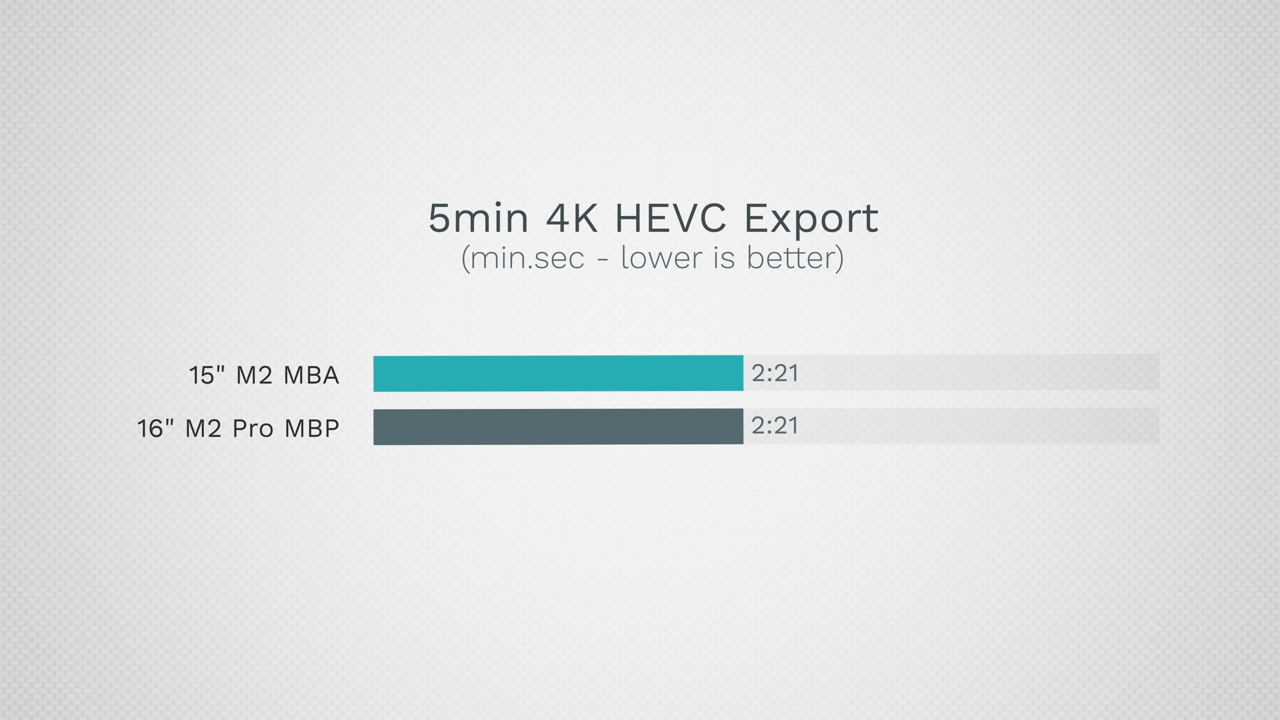 5min 4K HEVC Export
(min.sec - lower is better)
15" M2 MBA 2:21
16" M2 Pro MBP 2:21